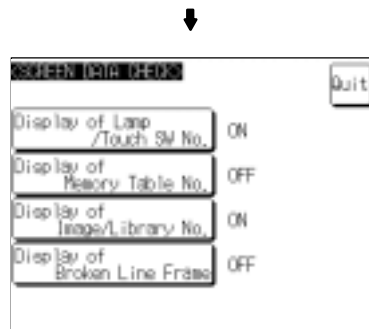 <SCREEN DATA CHECK>
Quit
Display of Lamp
/Touch SW No.
ON
Display of
Memory Table No.
OFF
Display of
Image/Library No.
ON
Display of
Broken Line Frame
OFF